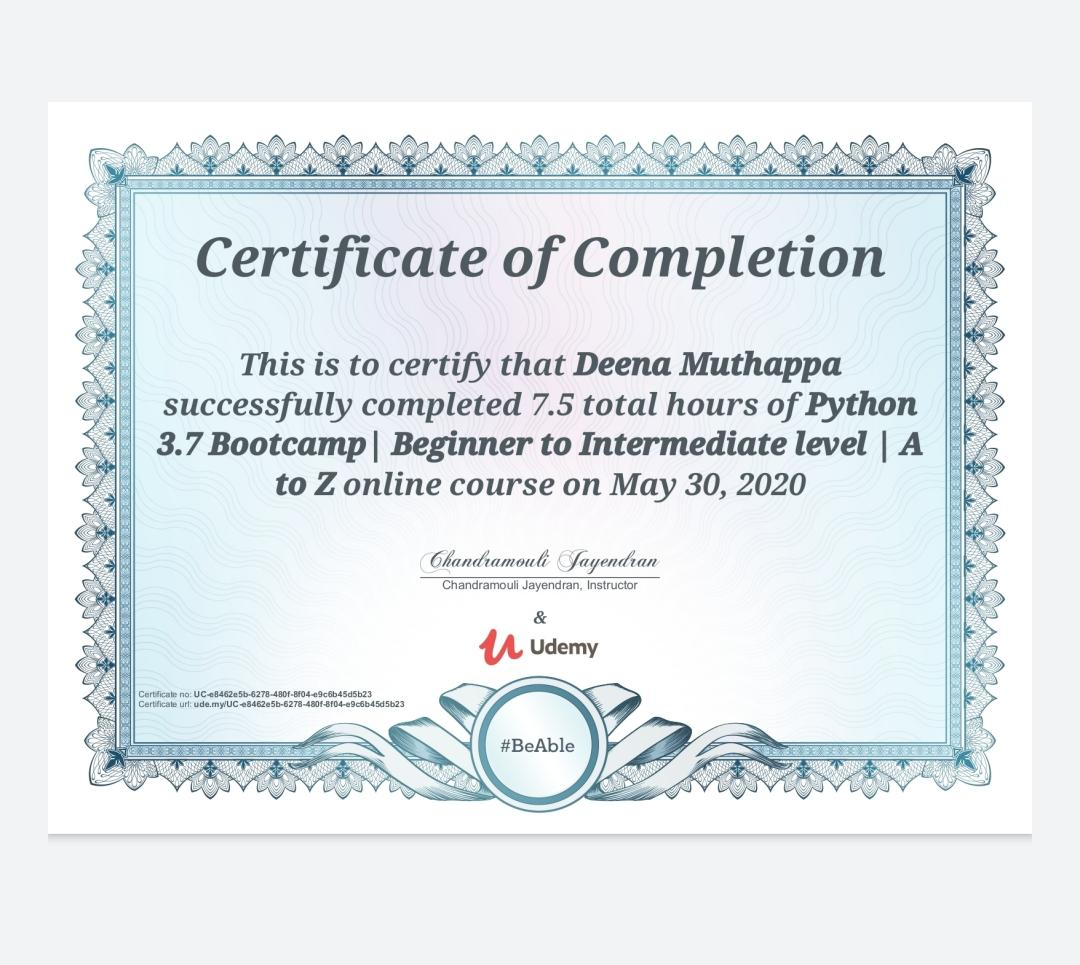 Certificate of Completion
This is to certify that Deena Muthappa
successfully completed 7.5 total hours of Python
3.7 Bootcamp| Beginner to Intermediate level | A
to Z online course on May 30, 2020
Chandramouli Jayendran
Chandramouli Jayendran, Instructor
&
Udemy
Certificate no: UC-e8462e5b-6278-480f-8f04-e9c6b45d5b23
Certificate url: ude.my/UC-e8462e5b-6278-480f-8f04-e9c6b45d5b23
#BeAble